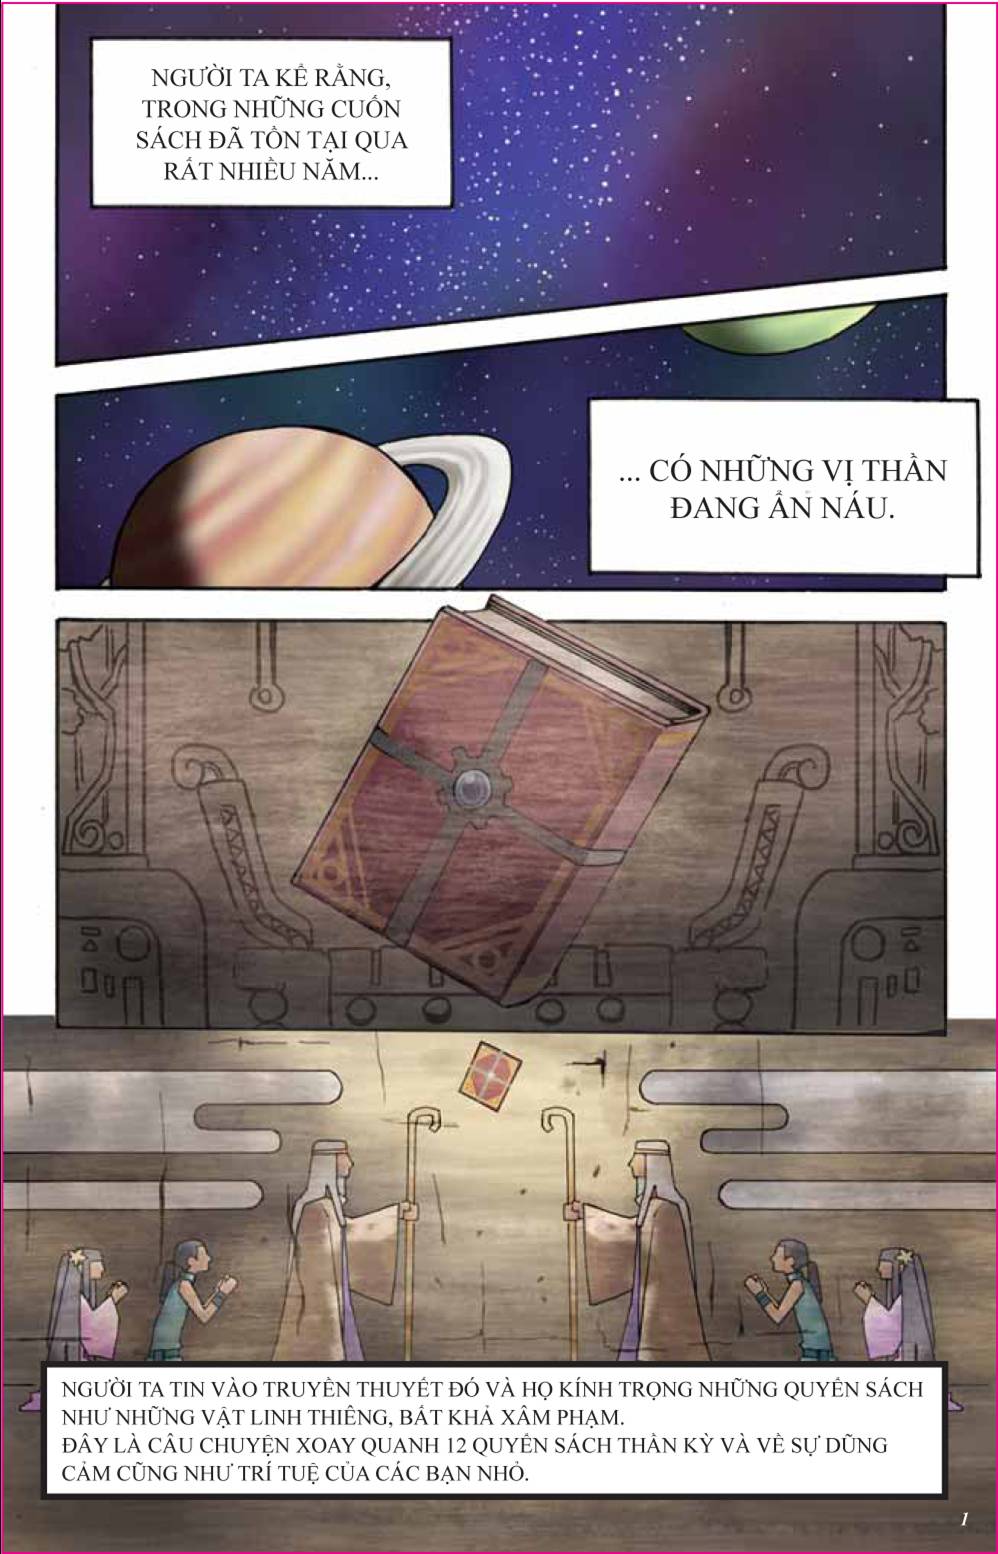 NGƯỜI TA KỂ RẰNG,
TRONG NHỮNG CUỐN
SÁCH ĐÃ TỒN TẠI QUA
RẤT NHIỀU NĂM...
... CÓ NHỮNG VỊ THẦN
ĐANG ẨN NÁU.
NGƯỜI TA TIN VÀO TRUYỀN THUYẾT ĐÓ VÀ HỌ KÍNH TRỌNG NHỮNG QUYỂN SÁCH
NHƯ NHỮNG VẬT LINH THIÊNG, BẤT KHẢ XÂM PHẠM.
ĐÂY LÀ CÂU CHUYỆN XOAY QUANH 12 QUYỂN SÁCH THẦN KỲ VÀ VỀ SỰ DŨNG
CẢM CŨNG NHƯ TRÍ TUỆ CỦA CÁC BẠN NHỎ.
1